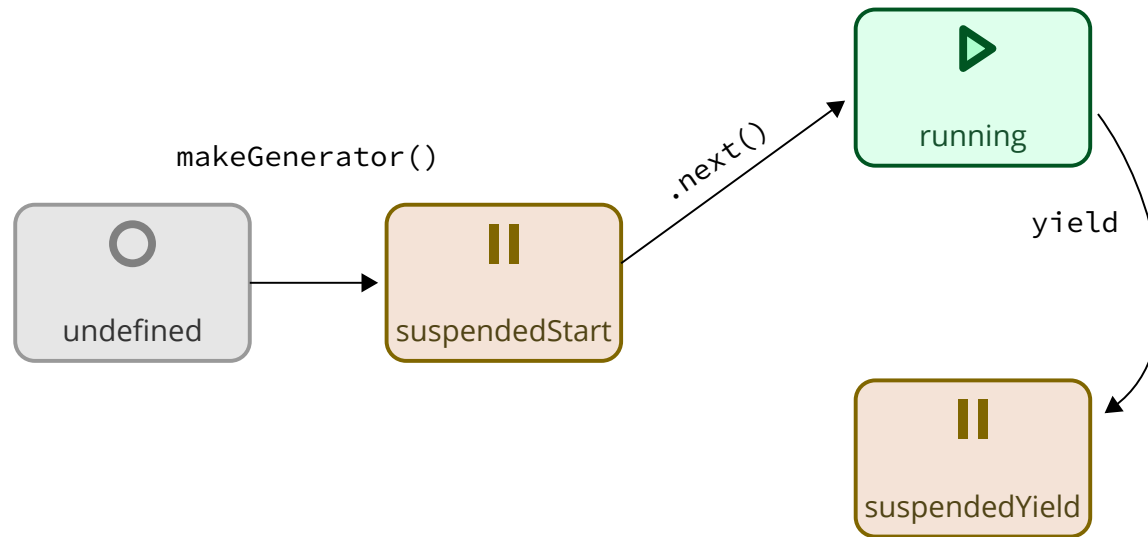 makeGenerator()
undefined
suspendedStart
.next()
running
yield
suspendedYield